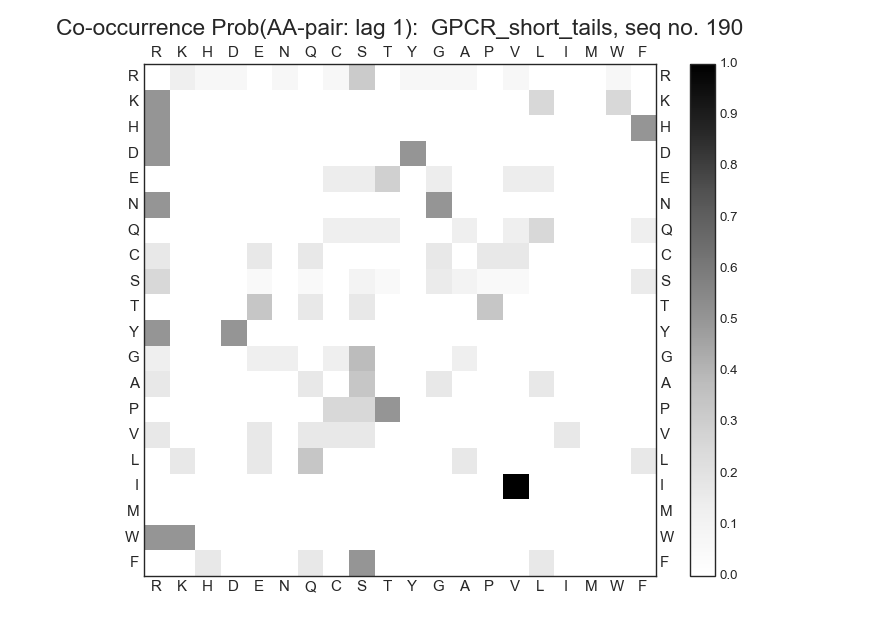 Co-occurrence Prob(AA-pair: lag 1):  GPCR_short_tails, seq no. 190
R K H D E N Q C S T Y G A P V L I M W F
1.0
R R
K K
0.9
H H
D D
0.8
E E
0.7
N N
Q Q
0.6
C C
S S
T T
0.5
Y Y
G G
0.4
A A
P P
0.3
V V
L L
0.2
I I
M M
0.1
W W
F F
0.0
R K H D E N Q C S T Y G A P V L I M W F